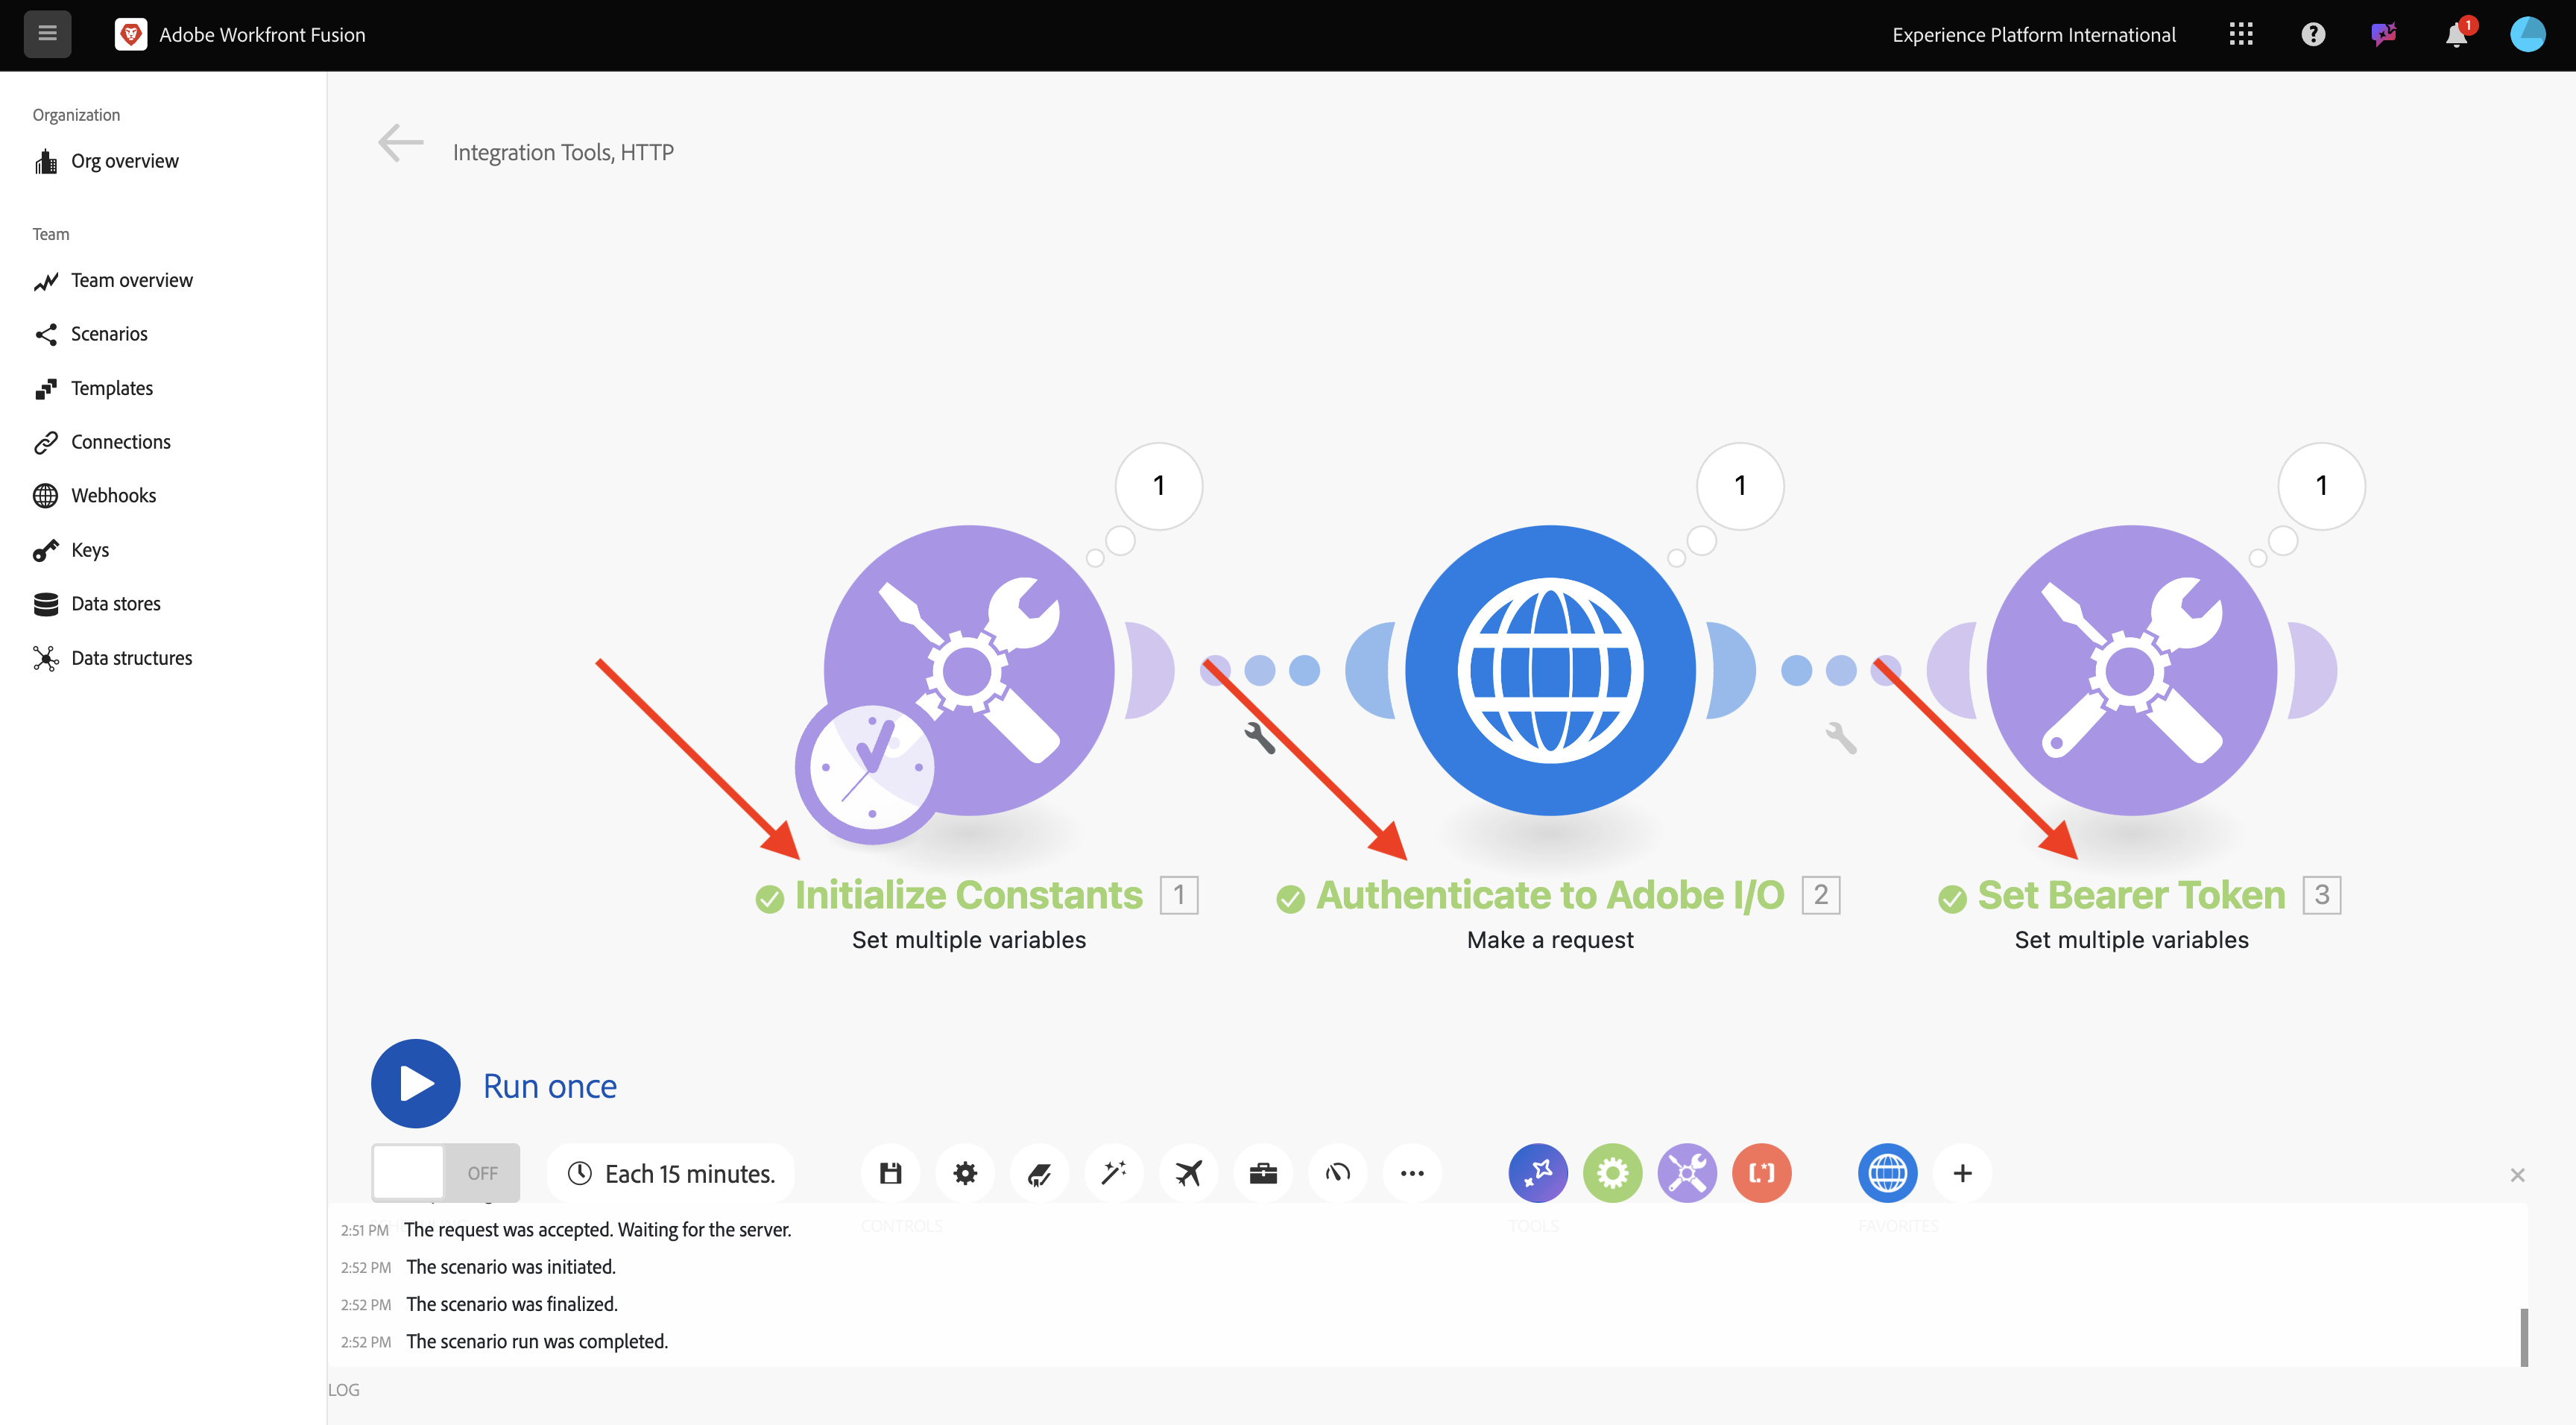 Adobe Workfront Fusion
Experience Platform International
1
Organization
Org overview
Team
Team overview
Scenarios
Templates
Connections
Webhooks
Keys
Data stores
Data structures
Integration Tools, HTTP
1
1
1
Initialize Constants 1
Set multiple variables
Authenticate to Adobe I/O 2
Make a request
Set Bearer Token 3
Set multiple variables
Run once
OFF
Each 15 minutes.
CONTROLS
TOOLS
FAVORITES
2:51 PM The request was accepted. Waiting for the server.
2:52 PM The scenario was initiated.
2:52 PM The scenario was finalized.
2:52 PM The scenario run was completed.
LOG